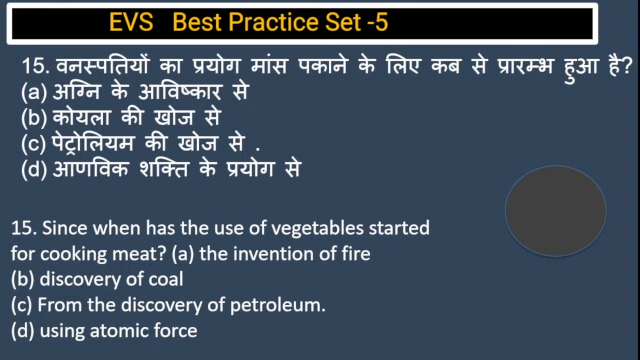 EVS Best Practice Set -5
15. वनस्पतियों का प्रयोग मांस पकाने के लिए कब से प्रारम्भ हुआ है?
(a) अग्नि के आविष्कार से
(b) कोयला की खोज से
(c) पेट्रोलियम की खोज से .
(d) आणविक शक्ति के प्रयोग से
15. Since when has the use of vegetables started
for cooking meat? (a) the invention of fire
(b) discovery of coal
(c) From the discovery of petroleum.
(d) using atomic force